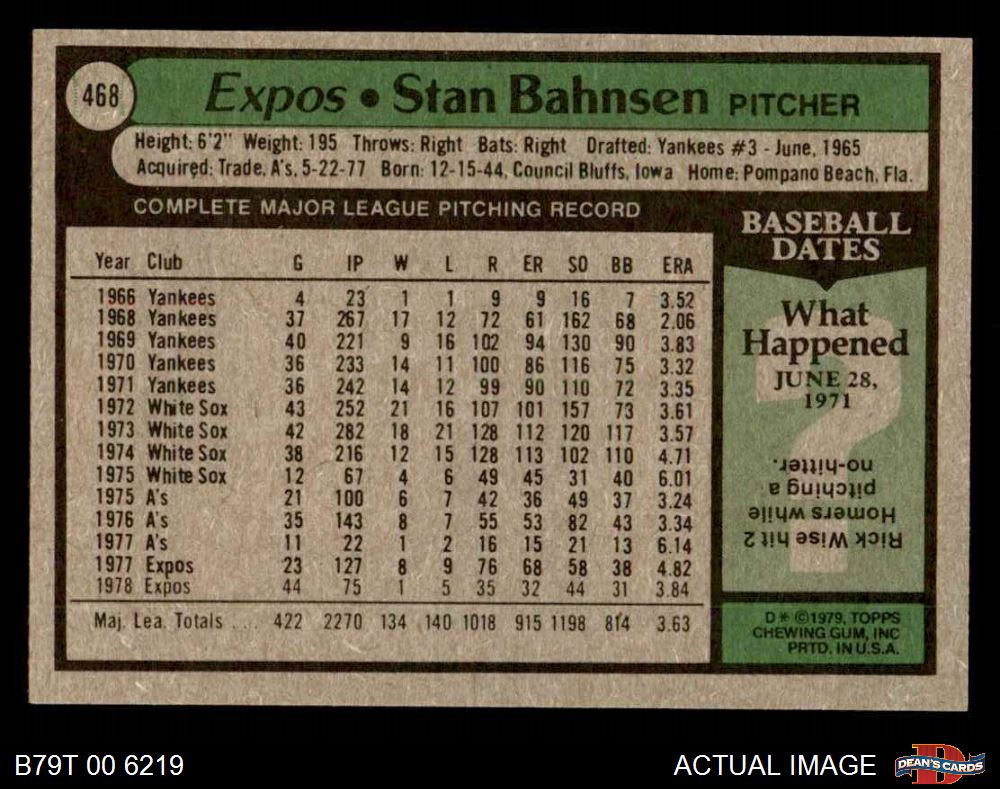 468
Expos • Stan Bahnsen PITCHER
Height: 6'2" Weight: 195 Throws: Right Bats: Right Drafted: Yankees #3 - June, 1965
Acquired: Trade, A's, 5-22-77 Born: 12-15-44, Council Bluffs, Iowa Home: Pompano Beach, Fla.
COMPLETE MAJOR LEAGUE PITCHING RECORD
Year Club G IP W L R ER SO BB ERA
1966 Yankees 4 23 1 1 9 9 16 7 3.52
1968 Yankees 37 267 17 12 72 61 162 68 2.06
1969 Yankees 40 221 9 16 102 94 130 90 3.83
1970 Yankees 36 233 14 11 100 86 116 75 3.32
1971 Yankees 36 242 14 12 99 90 110 72 3.35
1972 White Sox 43 252 21 16 107 101 157 73 3.61
1973 White Sox 42 282 18 21 128 112 120 117 3.57
1974 White Sox 38 216 12 15 128 113 102 110 4.71
1975 White Sox 12 67 4 6 49 45 31 40 6.01
1975 A's 21 100 6 7 42 36 49 37 3.24
1976 A's 35 143 8 7 55 53 82 43 3.34
1977 A's 11 22 1 2 16 15 21 13 6.14
1977 Expos 23 127 8 9 76 68 58 38 4.82
1978 Expos 44 75 1 5 35 32 44 31 3.84
Maj. Lea. Totals ... 422 2270 134 140 1018 915 1198 814 3.63
BASEBALL
DATES
What
Happened
JUNE 28,
1971
?
Rick Wise hit 2
Homers while
pitching a
no-hitter.
D* ©1979, TOPPS
CHEWING GUM, INC
PRTD. IN U.S.A.
B79T 00 6219
ACTUAL IMAGE
D
DEAN'S CARDS